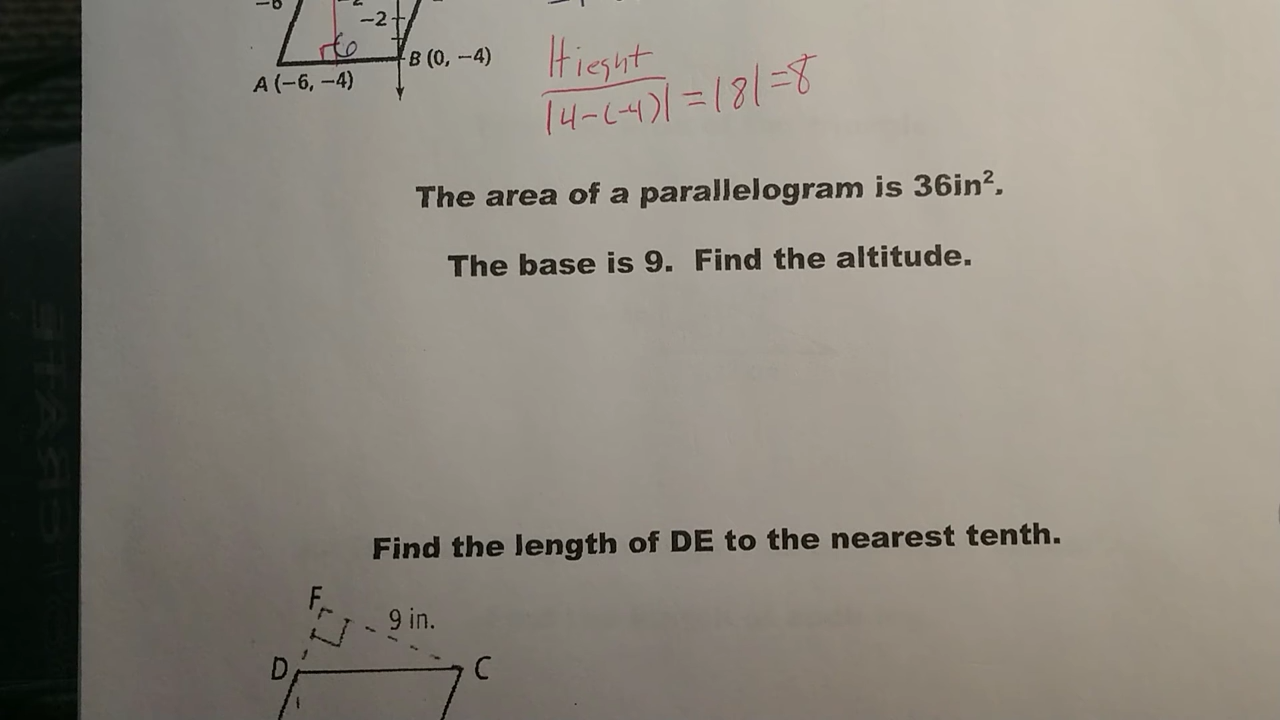 -2
B (0, −4)
A (−6, −4)
Hieght
|4-(-4)| = |8| = 8
The area of a parallelogram is 36in².
The base is 9. Find the altitude.
Find the length of DE to the nearest tenth.
F
9 in.
D
C